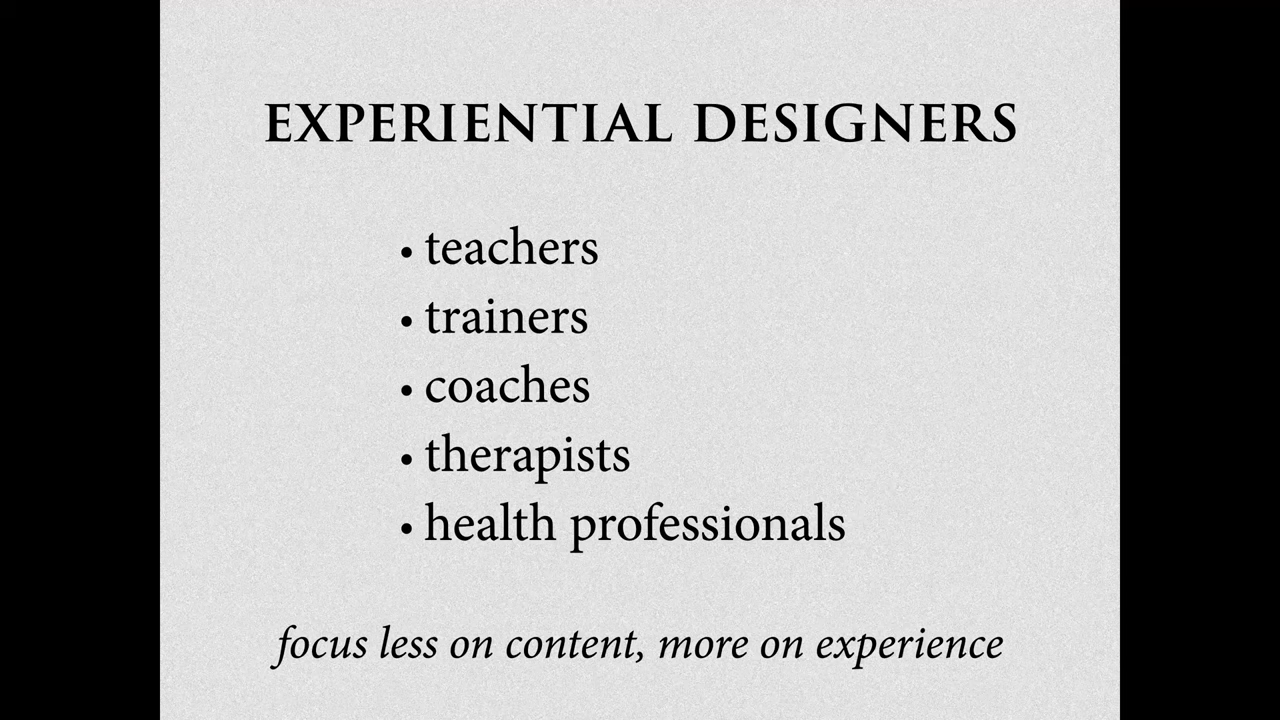 EXPERIENTIAL DESIGNERS
• teachers
• trainers
• coaches
• therapists
• health professionals
focus less on content, more on experience